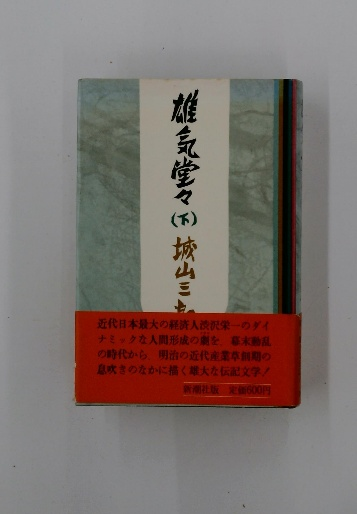 雄気堂々
(下)
城山三
近代日本最大の経済人渋沢栄一のダイ
ナミックな人間形成の劇を、幕末動乱
の時代から、明治の近代産業草創期の
息吹きのなかに描く雄大な伝記文学!
新潮社版 定価600円